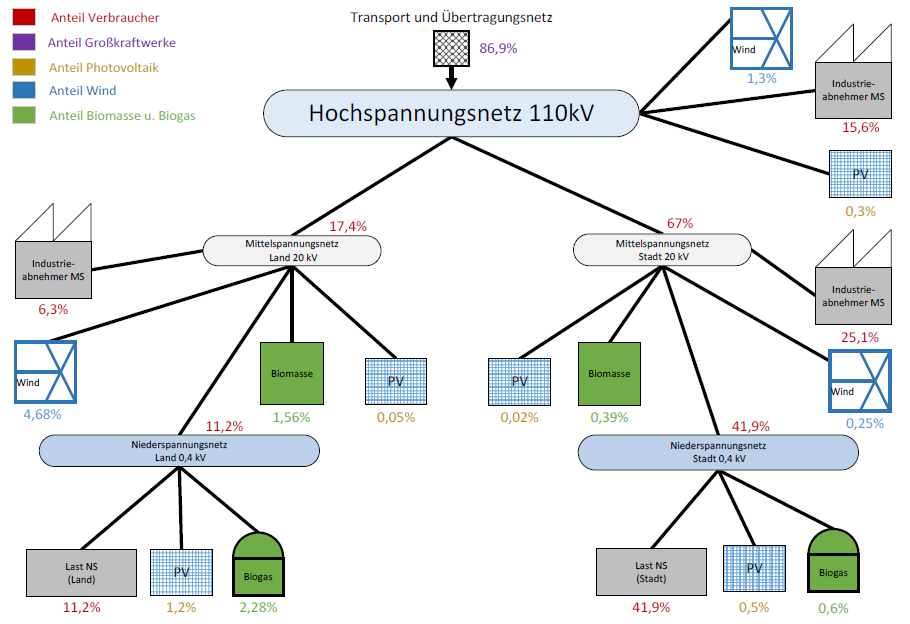 Anteil Verbraucher
Anteil Großkraftwerke
Anteil Photovoltaik
Anteil Wind
Anteil Biomasse u. Biogas
Transport und Übertragungsnetz
86,9%
Hochspannungsnetz 110kV
Wind
1,3%
Industrie-
abnehmer MS
15,6%
PV
0,3%
17,4%
Mittelspannungsnetz
Land 20 kV
67%
Mittelspannungsnetz
Stadt 20 kV
Industrie-
abnehmer MS
6,3%
Industrie-
abnehmer MS
25,1%
Wind
4,68%
Biomasse
1,56%
PV
0,05%
PV
0,02%
Biomasse
0,39%
Wind
0,25%
11,2%
Niederspannungsnetz
Land 0,4 kV
41,9%
Niederspannungsnetz
Stadt 0,4 kV
Last NS
(Land)
11,2%
PV
1,2%
Biogas
2,28%
Last NS
(Stadt)
41,9%
PV
0,5%
Biogas
0,6%